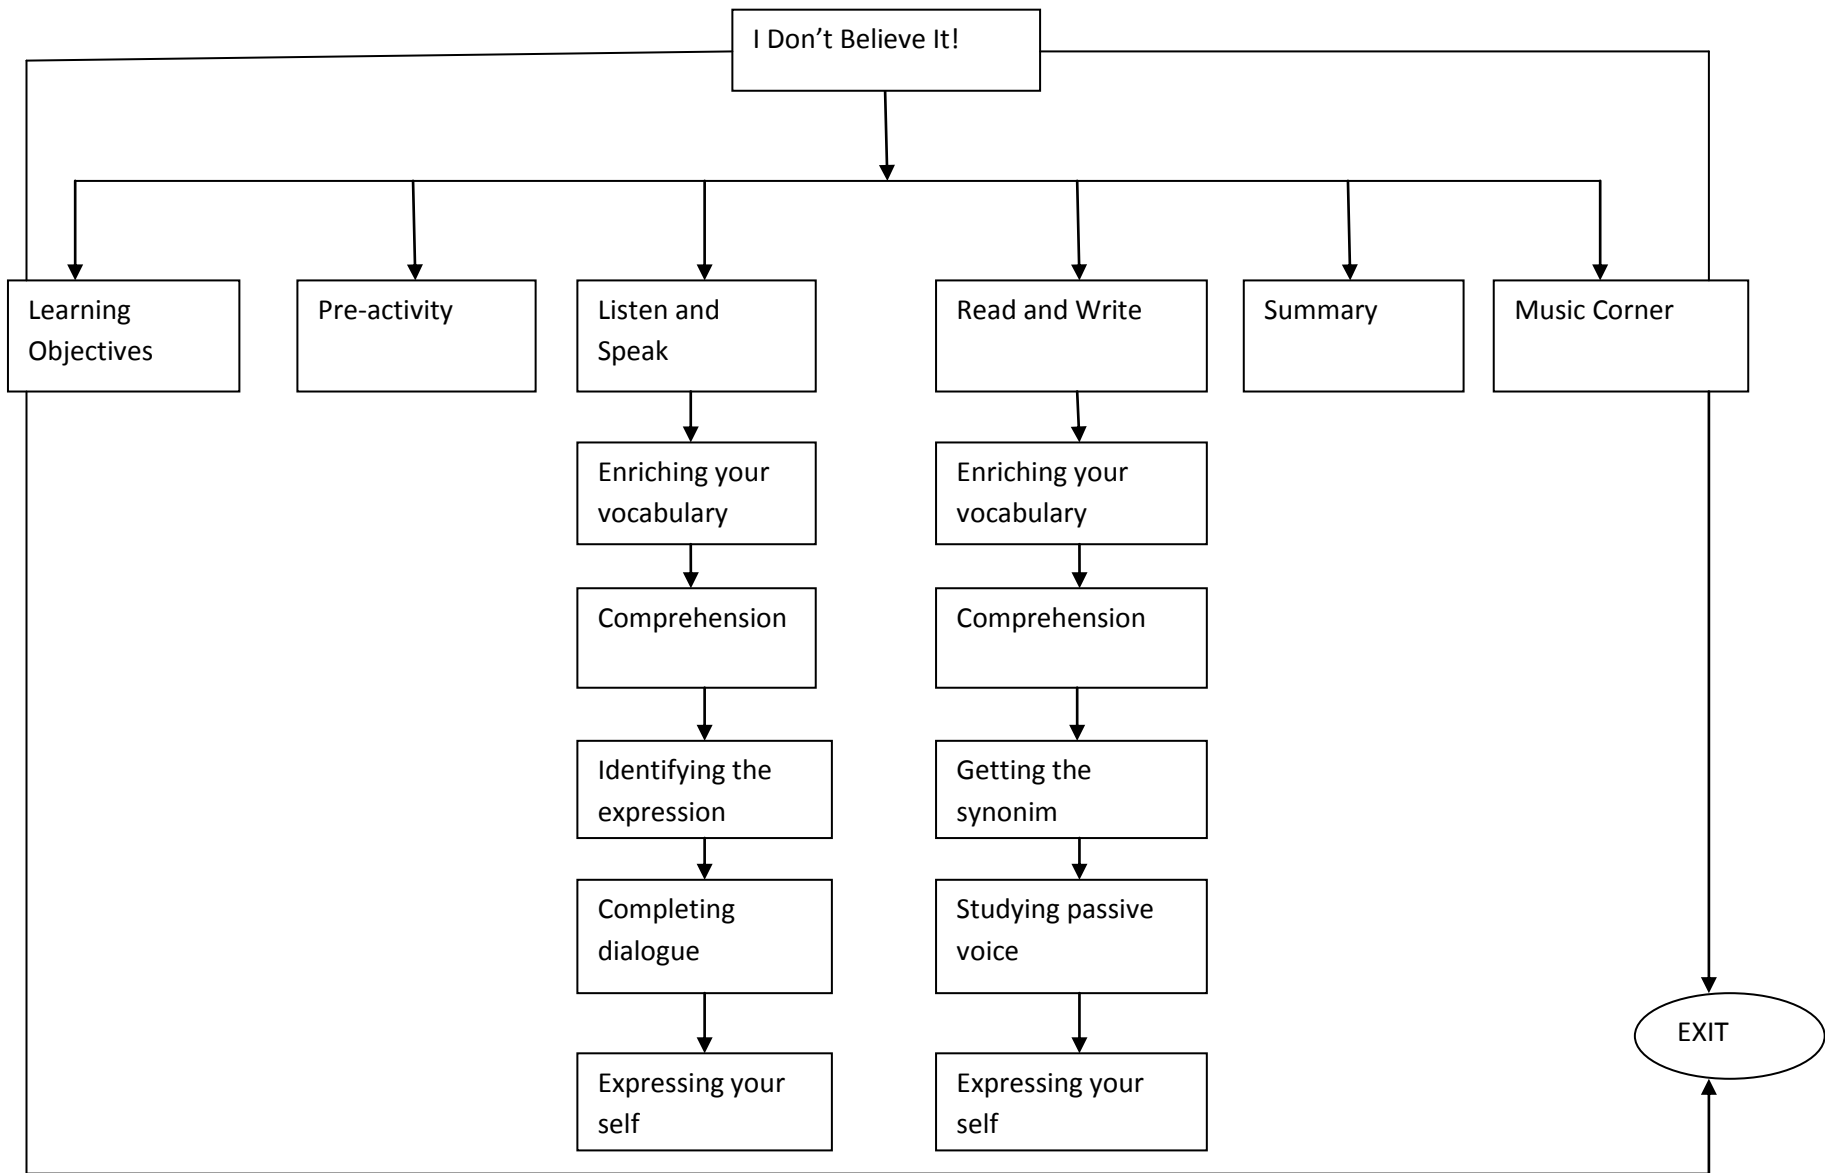 I Don’t Believe It!
Learning
Objectives
Pre-activity
Listen and
Speak
Read and Write
Summary
Music Corner
Enriching your
vocabulary
Enriching your
vocabulary
Comprehension
Comprehension
Identifying the
expression
Getting the
synonim
Completing
dialogue
Studying passive
voice
EXIT
Expressing your
self
Expressing your
self